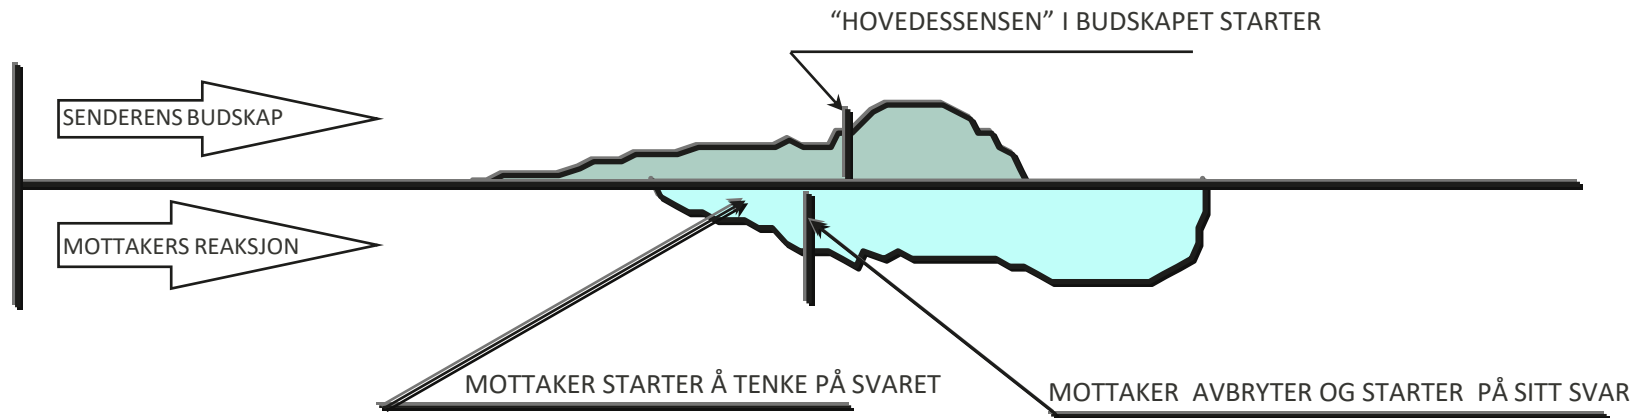 “HOVEDESSENSEN” I BUDSKAPET STARTER
SENDERENS BUDSKAP
MOTTAKERS REAKSJON
MOTTAKER STARTER Å TENKE PÅ SVARET
MOTTAKER AVBRYTER OG STARTER PÅ SITT SVAR